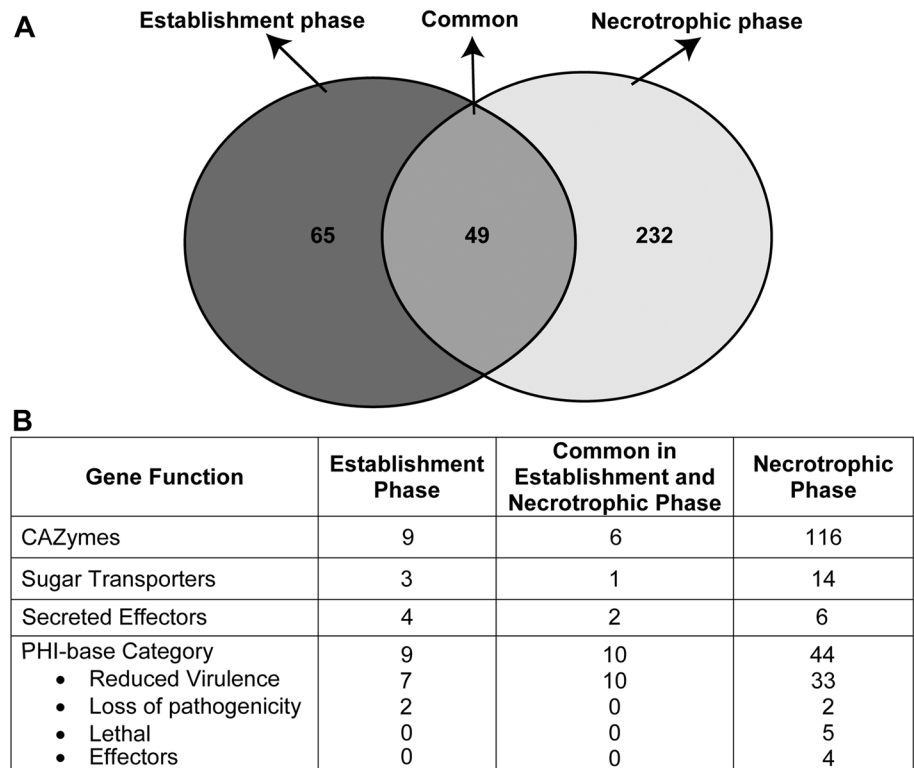 A
Establishment phase
Common
Necrotrophic phase
65
49
232
B
Gene Function
Establishment
Phase
Common in
Establishment and
Necrotrophic Phase
Necrotrophic
Phase
CAZymes 9 6 116
Sugar Transporters 3 1 14
Secreted Effectors 4 2 6
PHI-base Category 9 10 44
• Reduced Virulence 7 10 33
• Loss of pathogenicity 2 0 2
• Lethal 0 0 5
• Effectors 0 0 4